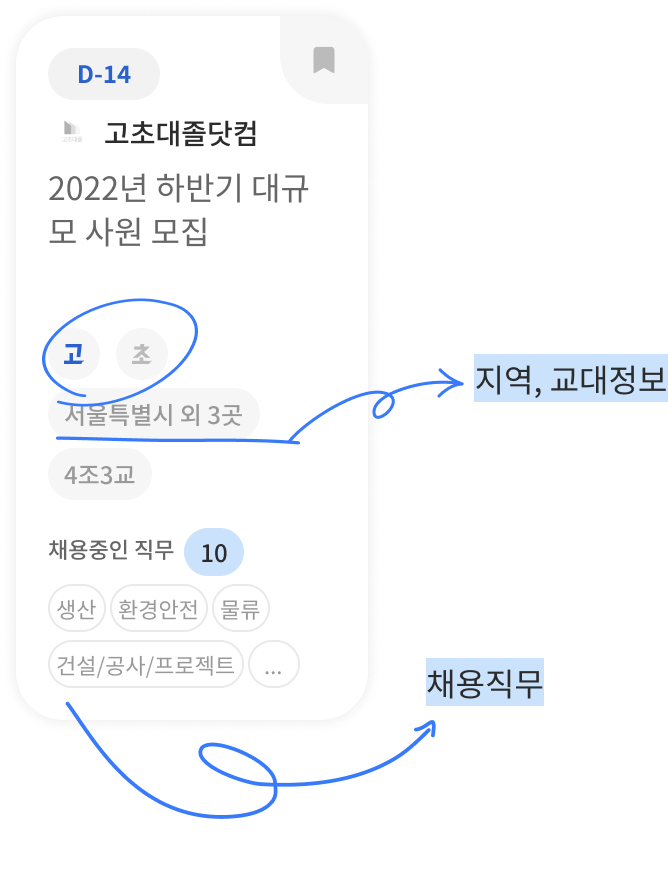 D-14
고초대졸닷컴
2022년 하반기 대규
모 사원 모집
고 초
서울특별시 외 3곳
지역, 교대정보
4조3교
채용중인 직무 10
생산 환경안전 물류
건설/공사/프로젝트 ...
채용직무